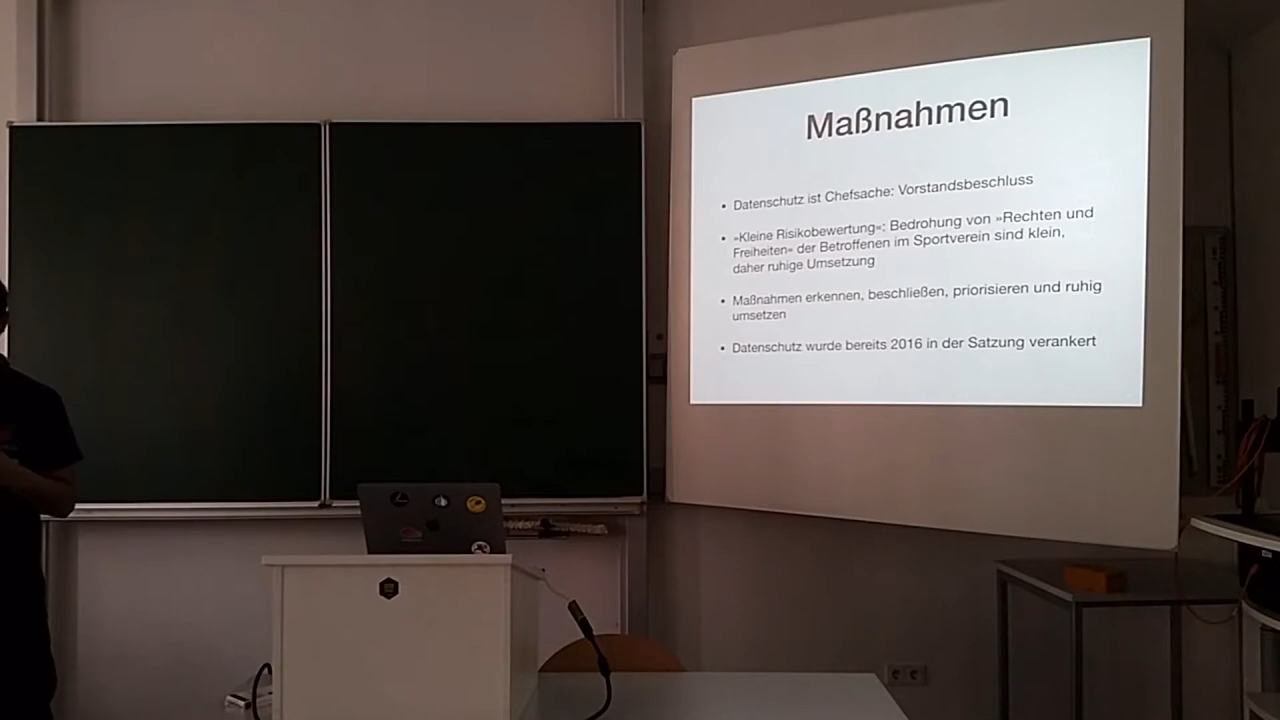 Maßnahmen
• Datenschutz ist Chefsache: Vorstandsbeschluss
• »Kleine Risikobewertung«: Bedrohung von »Rechten und
Freiheiten« der Betroffenen im Sportverein sind klein,
daher ruhige Umsetzung
• Maßnahmen erkennen, beschließen, priorisieren und ruhig
umsetzen
• Datenschutz wurde bereits 2016 in der Satzung verankert